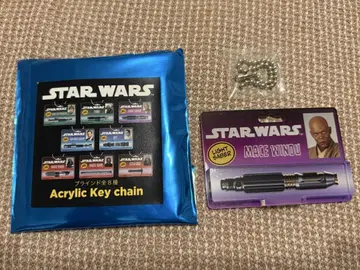 STAR WARS
ブラインド全8種
Acrylic Key chain
STAR WARS
LIGHT
SABER
MACE WINDU